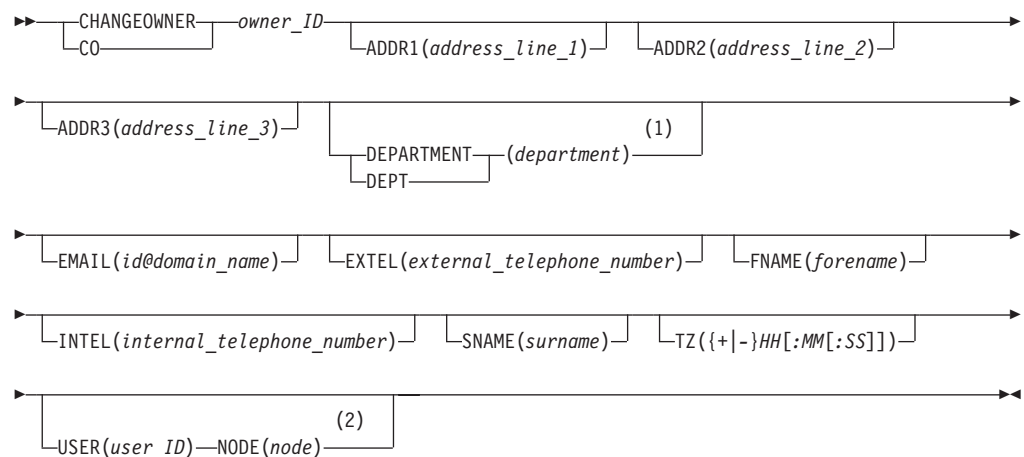 CHANGEOWNER owner_ID
CO
ADDR1(address_line_1) ADDR2(address_line_2)
ADDR3(address_line_3)
(1)
DEPARTMENT (department)
DEPT
EMAIL(id@domain_name) EXTEL(external_telephone_number) FNAME(forename)
INTEL(internal_telephone_number) SNAME(surname) TZ({+|-}HH[:MM[:SS]])
(2)
USER(user ID) NODE(node)